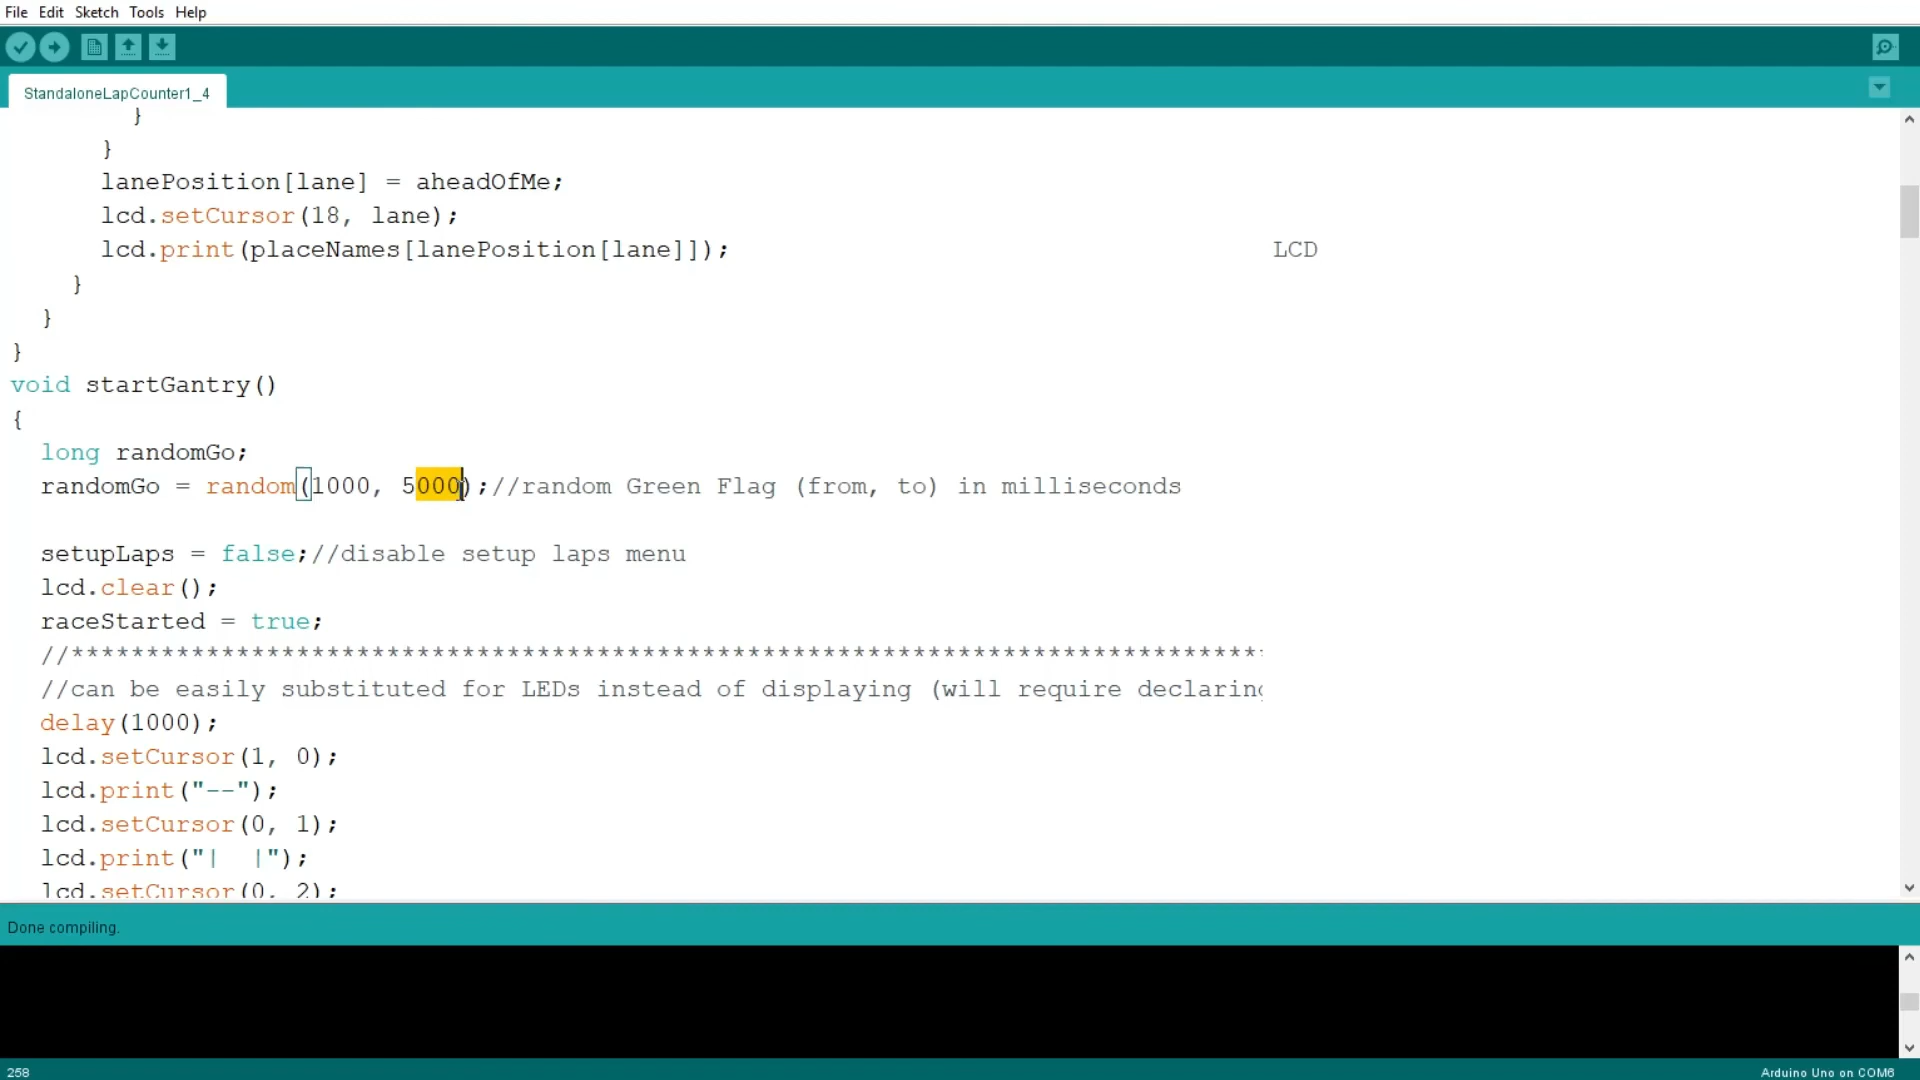 File Edit Sketch Tools Help
StandaloneLapCounter1_4
}
}
lanePosition[lane] = aheadOfMe;
lcd.setCursor(18, lane);
lcd.print(placeNames[lanePosition[lane]]); LCD
}
}
}
void startGantry()
{
long randomGo;
randomGo = random(1000, 5000);//random Green Flag (from, to) in milliseconds
setupLaps = false;//disable setup laps menu
lcd.clear();
raceStarted = true;
//*******************************************************************************
//can be easily substituted for LEDs instead of displaying (will require declaring
delay(1000);
lcd.setCursor(1, 0);
lcd.print("--");
lcd.setCursor(0, 1);
lcd.print("|  |");
lcd.setCursor(0, 2);
Done compiling.
258 Arduino Uno on COM6